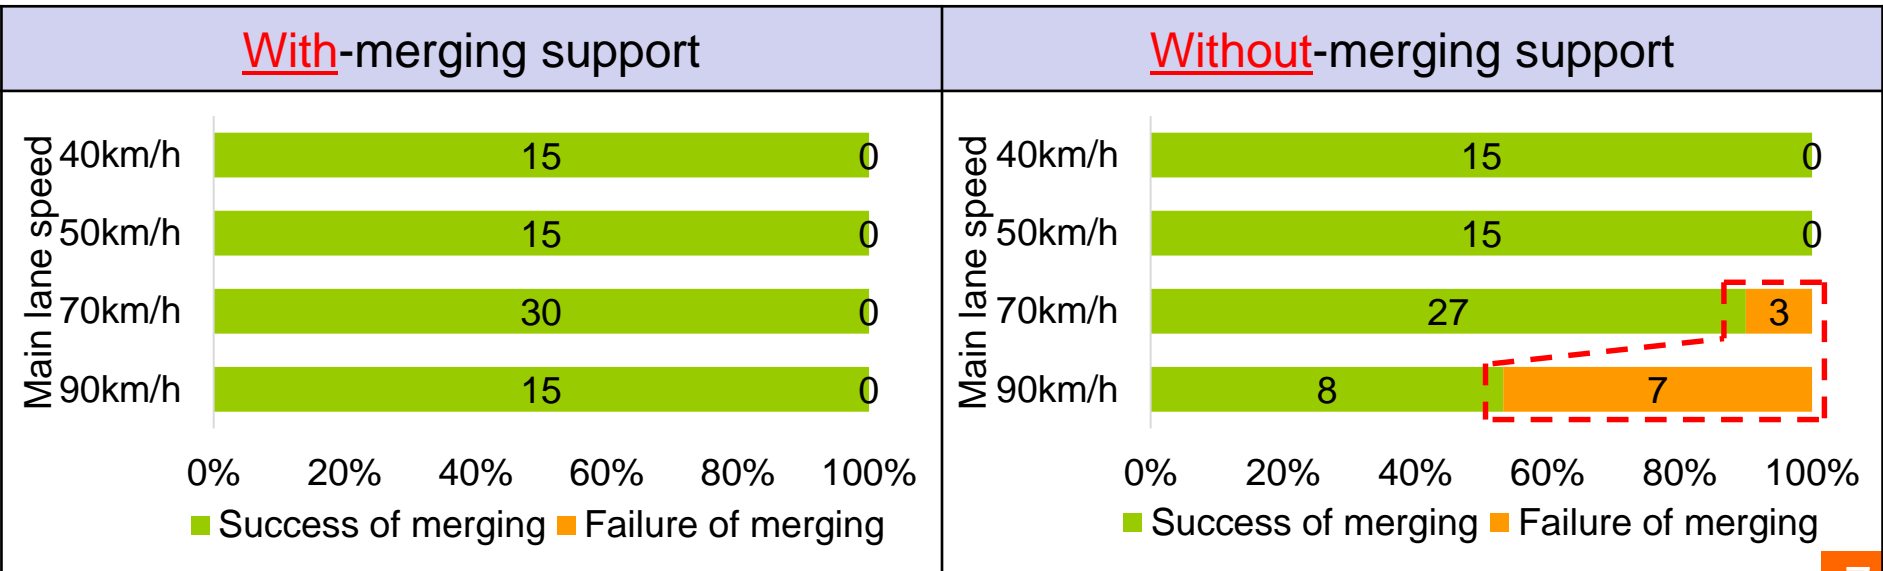 With-merging support
Main lane speed
40km/h
15
0
50km/h
15
0
70km/h
30
0
90km/h
15
0
0% 20% 40% 60% 80% 100%
Success of merging Failure of merging
Without-merging support
Main lane speed
40km/h
15
0
50km/h
15
0
70km/h
27
3
90km/h
8
7
0% 20% 40% 60% 80% 100%
Success of merging Failure of merging